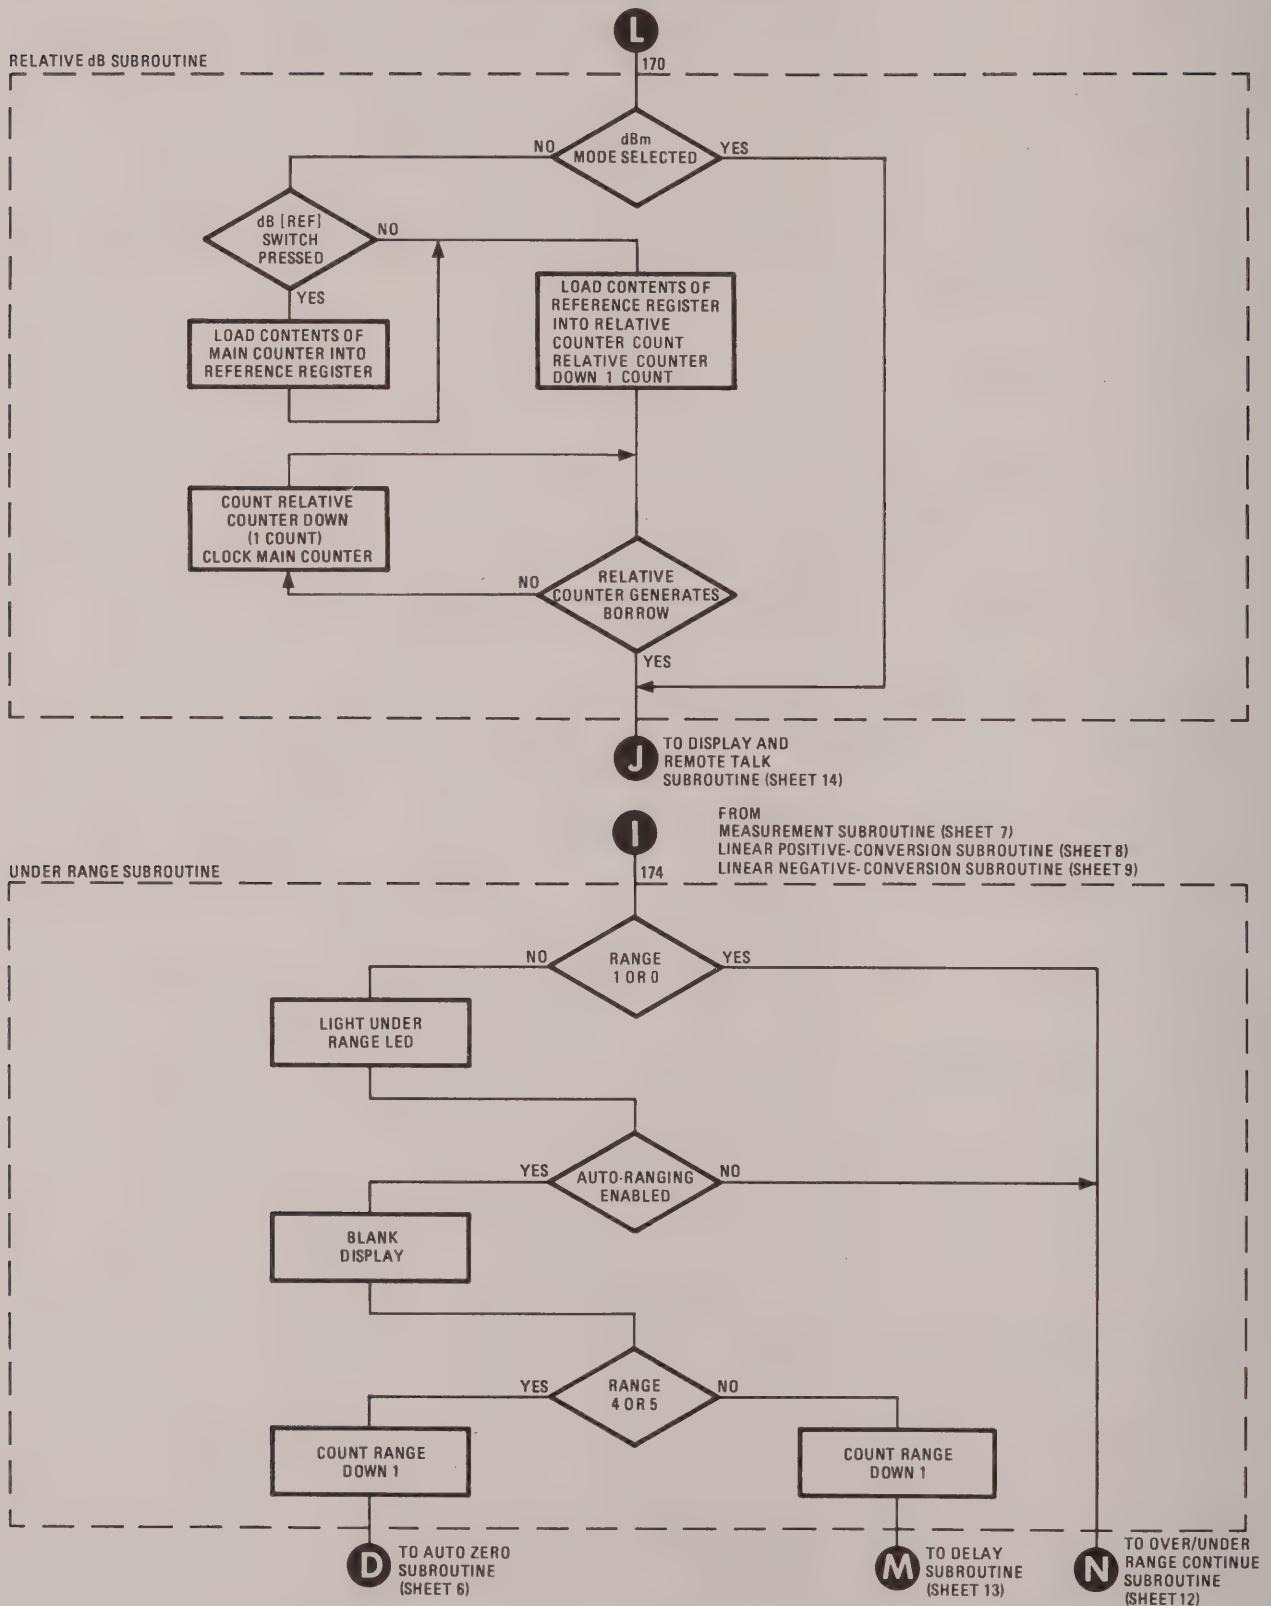 L
170
RELATIVE dB SUBROUTINE
dBm
MODE SELECTED
NO
YES
dB [REF]
SWITCH
PRESSED
NO
YES
LOAD CONTENTS OF
MAIN COUNTER INTO
REFERENCE REGISTER
LOAD CONTENTS OF
REFERENCE REGISTER
INTO RELATIVE
COUNTER COUNT
RELATIVE COUNTER
DOWN 1 COUNT
COUNT RELATIVE
COUNTER DOWN
(1 COUNT)
CLOCK MAIN COUNTER
NO
RELATIVE
COUNTER GENERATES
BORROW
YES
J
TO DISPLAY AND
REMOTE TALK
SUBROUTINE (SHEET 14)
I
174
FROM
MEASUREMENT SUBROUTINE (SHEET 7)
LINEAR POSITIVE-CONVERSION SUBROUTINE (SHEET 8)
LINEAR NEGATIVE-CONVERSION SUBROUTINE (SHEET 9)
UNDER RANGE SUBROUTINE
NO
RANGE
1 OR 0
YES
LIGHT UNDER
RANGE LED
YES
AUTO-RANGING
ENABLED
NO
BLANK
DISPLAY
YES
RANGE
4 OR 5
NO
COUNT RANGE
DOWN 1
COUNT RANGE
DOWN 1
D
TO AUTO ZERO
SUBROUTINE
(SHEET 6)
M
TO DELAY
SUBROUTINE
(SHEET 13)
N
TO OVER/UNDER
RANGE CONTINUE
SUBROUTINE
(SHEET 12)